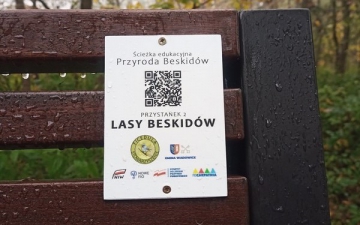 Ścieżka edukacyjna
Przyroda Beskidów
PRZYSTANEK 2
LASY BESKIDÓW